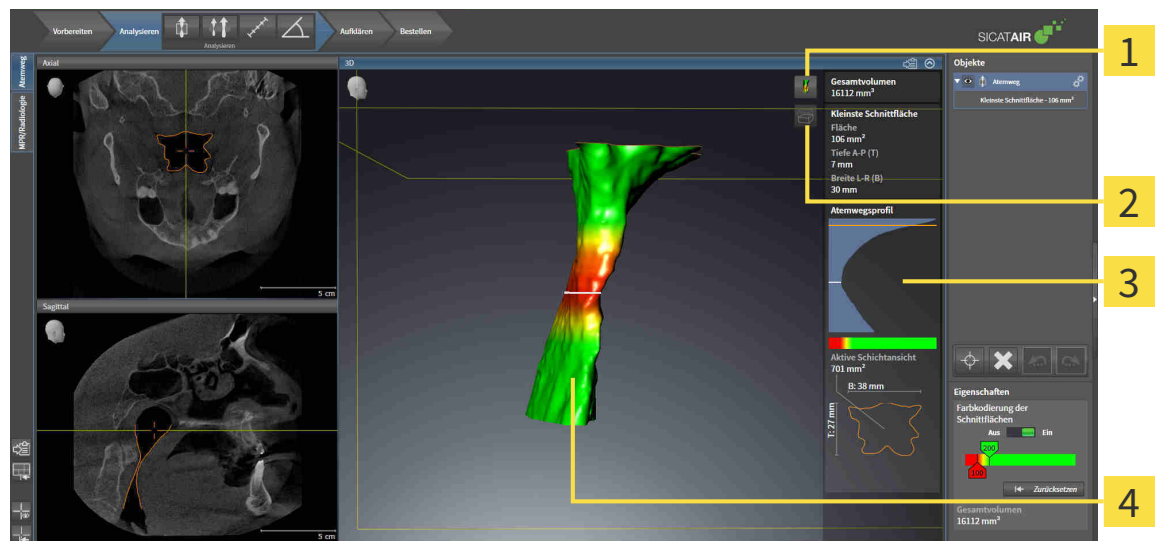 Vorbereiten
Analysieren
Analysieren
Aufklären
Bestellen
SICATAIR
Atemweg
MPR/Radiologie
Axial
5 cm
Sagittal
5 cm
3D
Gesamtvolumen
16112 mm³
Kleinste Schnittfläche
Fläche
106 mm²
Tiefe A-P (T)
7 mm
Breite L-R (B)
30 mm
Atemwegsprofil
Aktive Schichtansicht
701 mm²
B: 38 mm
T: 27 mm
Objekte
Atemweg
Kleinste Schnittfläche - 106 mm²
Eigenschaften
Farbkodierung der
Schnittflächen
Aus Ein
200
100
Zurücksetzen
Gesamtvolumen
16112 mm³
1
2
3
4